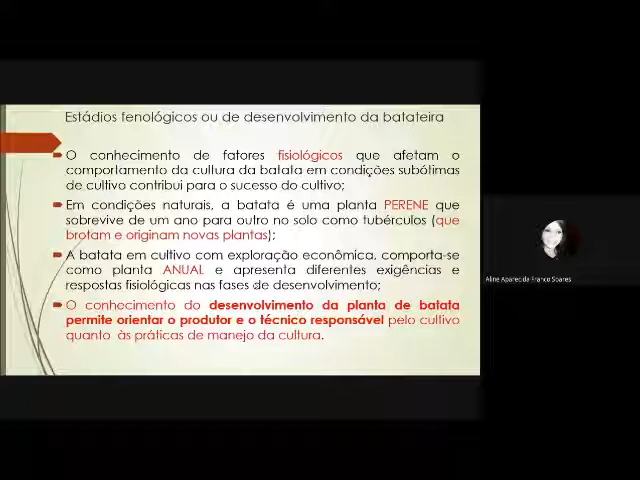 Estádios fenológicos ou de desenvolvimento da batateira
O conhecimento de fatores fisiológicos que afetam o
comportamento da cultura da batata em condições subótimas
de cultivo contribui para o sucesso do cultivo;
Em condições naturais, a batata é uma planta PERENE que
sobrevive de um ano para outro no solo como tubérculos (que
brotam e originam novas plantas);
A batata em cultivo com exploração econômica, comporta-se
como planta ANUAL e apresenta diferentes exigências e
respostas fisiológicas nas fases de desenvolvimento;
O conhecimento do desenvolvimento da planta de batata
permite orientar o produtor e o técnico responsável pelo cultivo
quanto às práticas de manejo da cultura.
Aline Aparecida Franco Soares